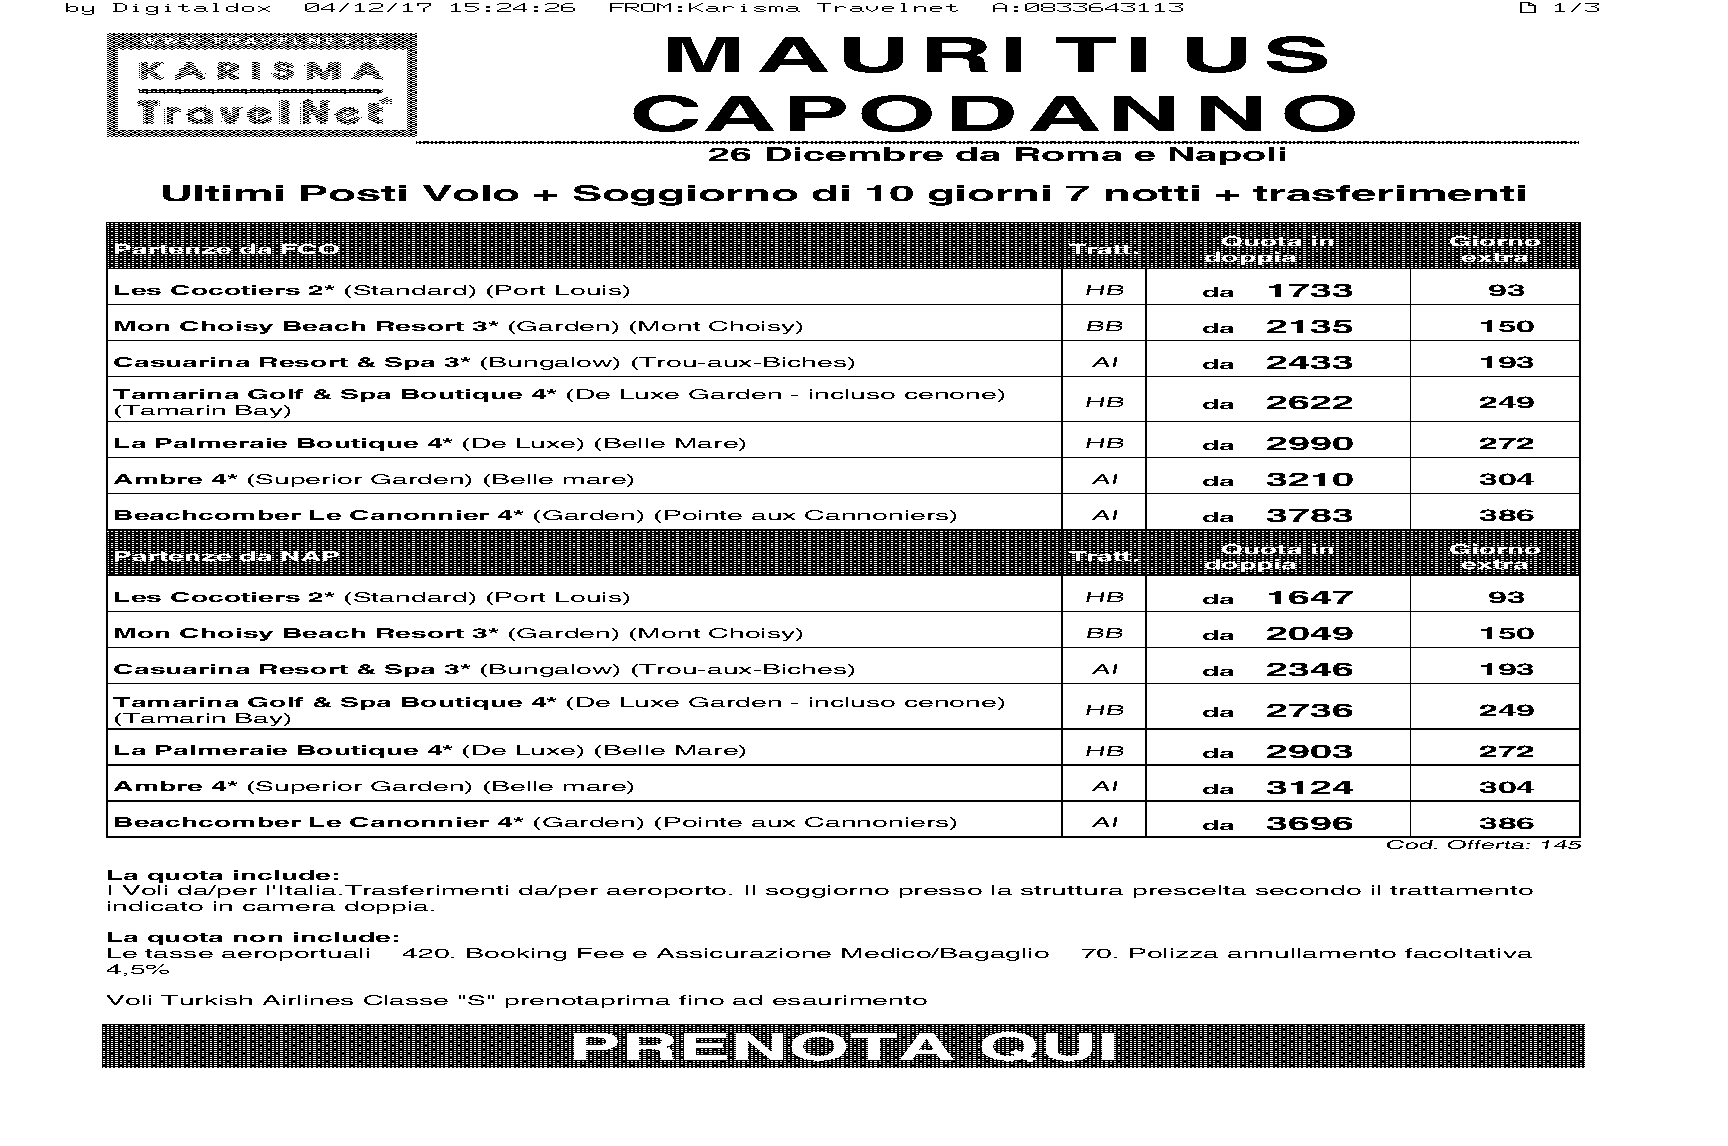 by Digitaldox 04/12/17 15:24:26 FROM:Karisma Travelnet A:0833643113 1/3
KARISMA
TravelNet
MAURITIUS
CAPODANNO
26 Dicembre da Roma e Napoli
Ultimi Posti Volo + Soggiorno di 10 giorni 7 notti + trasferimenti
Partenze da FCO Tratt. Quota in doppia Giorno extra
Les Cocotiers 2* (Standard) (Port Louis) HB da 1733 93
Mon Choisy Beach Resort 3* (Garden) (Mont Choisy) BB da 2135 150
Casuarina Resort & Spa 3* (Bungalow) (Trou-aux-Biches) AI da 2433 193
Tamarina Golf & Spa Boutique 4* (De Luxe Garden - incluso cenone)
(Tamarin Bay) HB da 2622 249
La Palmeraie Boutique 4* (De Luxe) (Belle Mare) HB da 2990 272
Ambre 4* (Superior Garden) (Belle mare) AI da 3210 304
Beachcomber Le Canonnier 4* (Garden) (Pointe aux Cannoniers) AI da 3783 386
Partenze da NAP Tratt. Quota in doppia Giorno extra
Les Cocotiers 2* (Standard) (Port Louis) HB da 1647 93
Mon Choisy Beach Resort 3* (Garden) (Mont Choisy) BB da 2049 150
Casuarina Resort & Spa 3* (Bungalow) (Trou-aux-Biches) AI da 2346 193
Tamarina Golf & Spa Boutique 4* (De Luxe Garden - incluso cenone)
(Tamarin Bay) HB da 2736 249
La Palmeraie Boutique 4* (De Luxe) (Belle Mare) HB da 2903 272
Ambre 4* (Superior Garden) (Belle mare) AI da 3124 304
Beachcomber Le Canonnier 4* (Garden) (Pointe aux Cannoniers) AI da 3696 386
Cod. Offerta: 145
La quota include:
I Voli da/per l'Italia.Trasferimenti da/per aeroporto. Il soggiorno presso la struttura prescelta secondo il trattamento
indicato in camera doppia.
La quota non include:
Le tasse aeroportuali 420. Booking Fee e Assicurazione Medico/Bagaglio 70. Polizza annullamento facoltativa
4,5%
Voli Turkish Airlines Classe "S" prenotaprima fino ad esaurimento
PRENOTA QUI